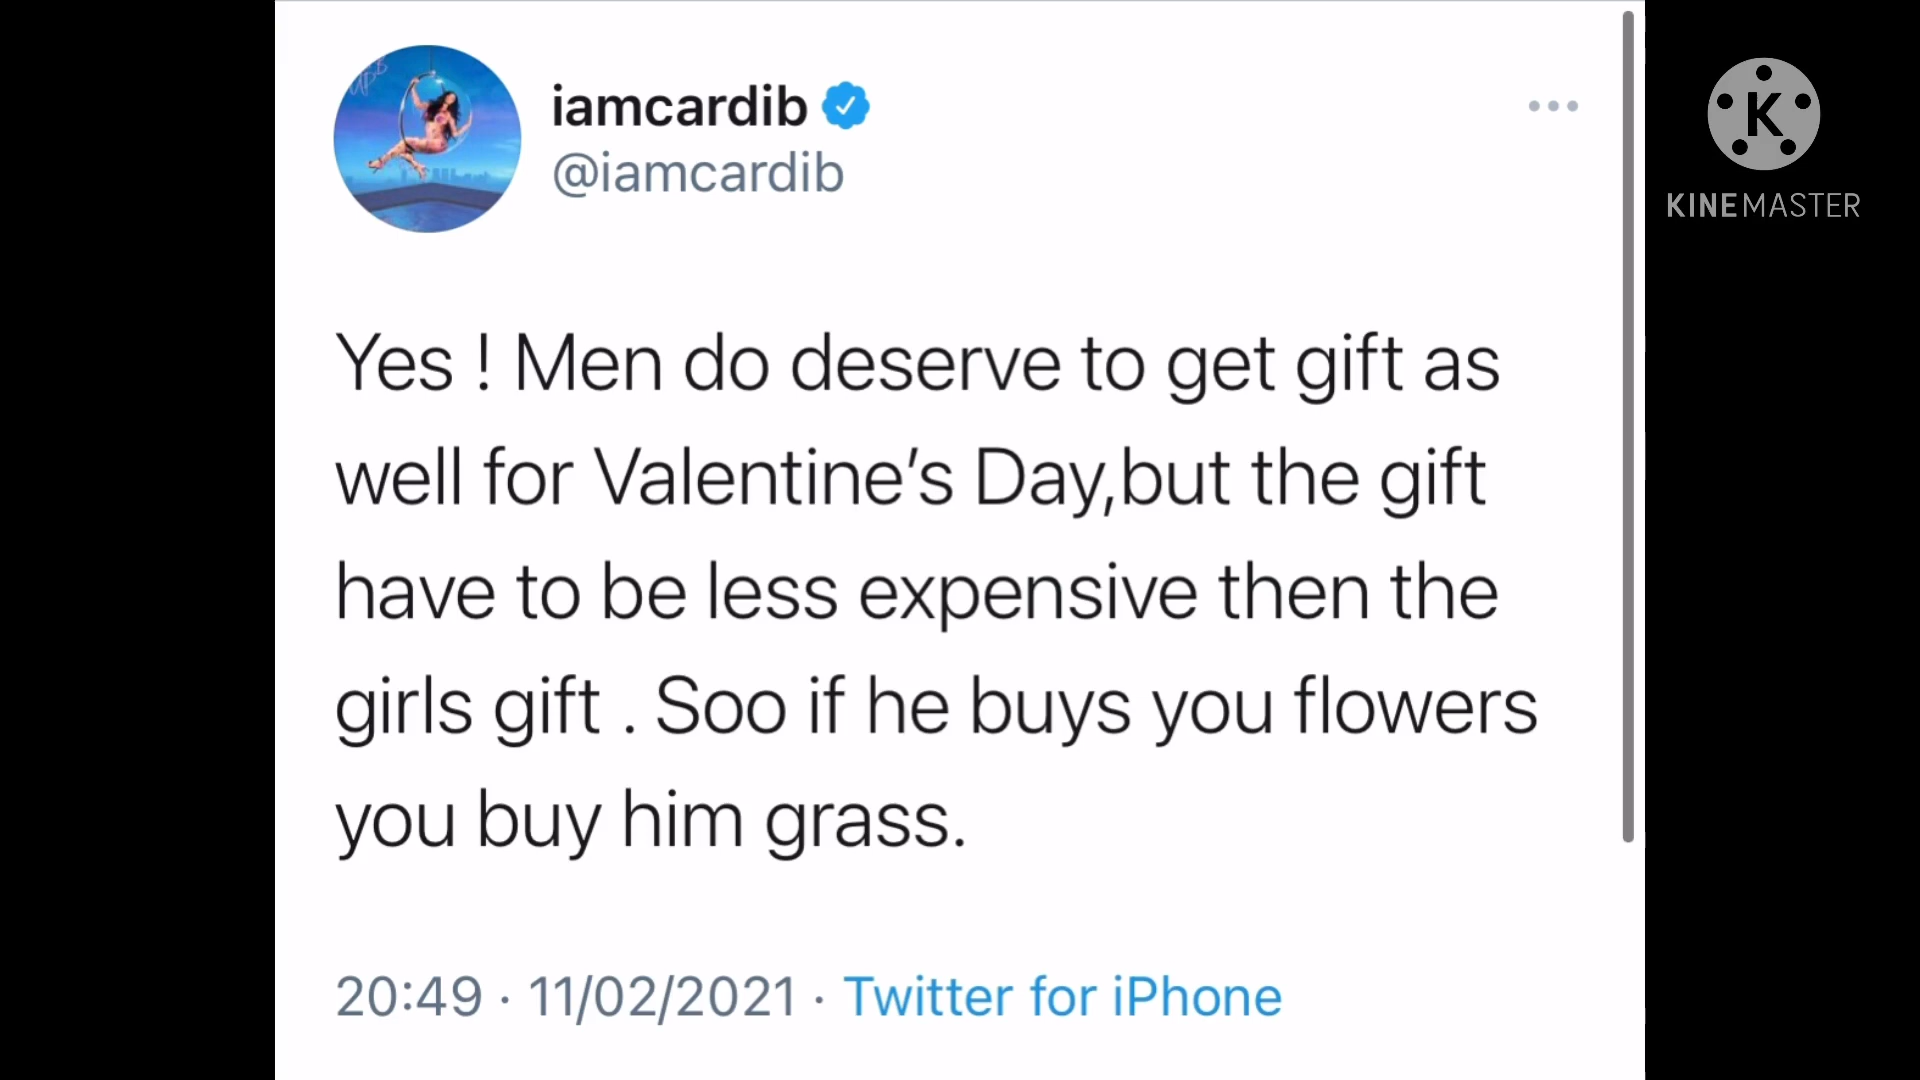 iamcardib
@iamcardib
Yes ! Men do deserve to get gift as
well for Valentine's Day,but the gift
have to be less expensive then the
girls gift . Soo if he buys you flowers
you buy him grass.
20:49 · 11/02/2021 · Twitter for iPhone
K
KINEMASTER